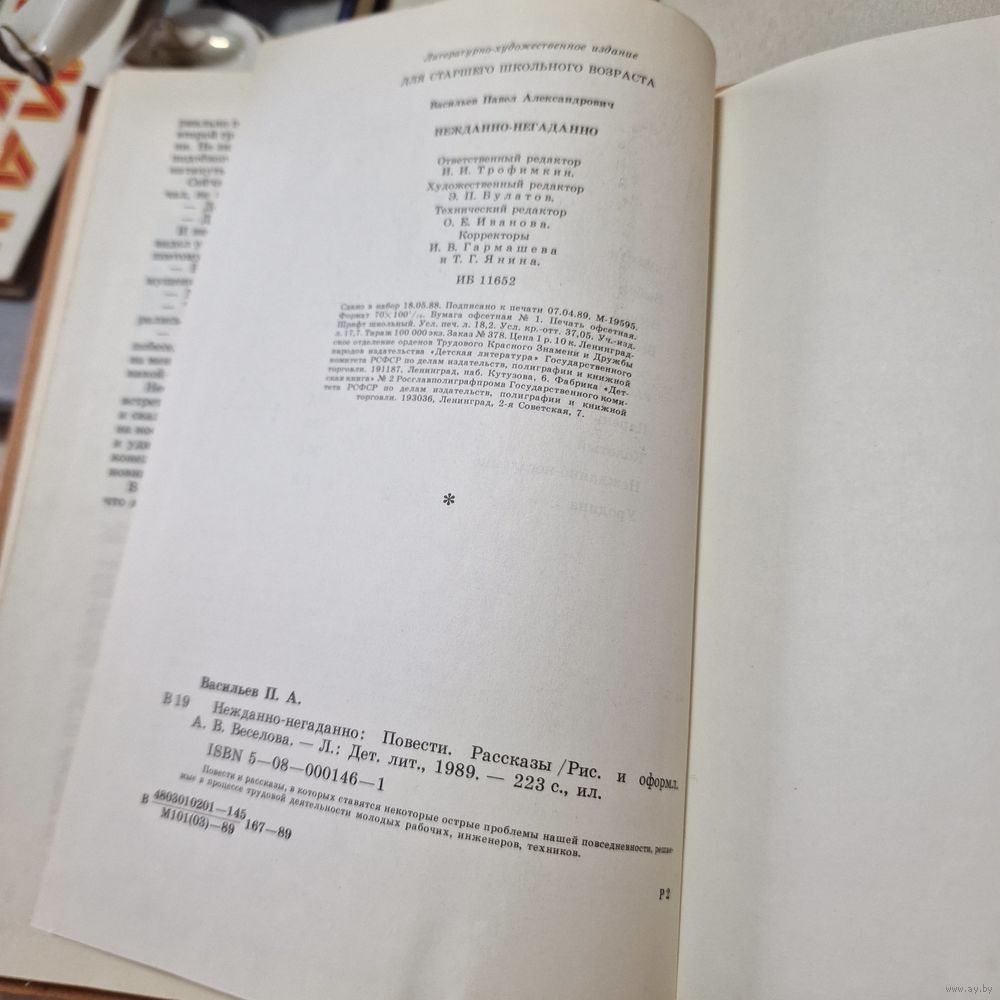 Литературно-художественное издание
ДЛЯ СТАРШЕГО ШКОЛЬНОГО ВОЗРАСТА
Васильев Павел Александрович
НЕЖДАННО-НЕГАДАННО
Ответственный редактор
И. И. Трофимкин.
Художественный редактор
Э. П. Булатов.
Технический редактор
О. Е. Иванова.
Корректоры
И. В. Гармашева
и Т. Г. Янина.
ИБ 11652
Сдано в набор 18.05.88. Подписано к печати 07.04.89. М-19595.
Формат 70×100¹/₁₆. Бумага офсетная № 1. Печать офсетная.
Шрифт школьный. Усл. печ. л. 18,2. Усл. кр.-отт. 37,05. Уч.-изд.
л. 17,7. Тираж 100 000 экз. Заказ № 378. Цена 1 р. 10 к. Ленинград-
ское отделение орденов Трудового Красного Знамени и Дружбы
народов издательства «Детская литература» Государственного
комитета РСФСР по делам издательств, полиграфии и книжной
торговли. 191187, Ленинград, наб. Кутузова, 6. Фабрика «Дет-
ская книга» № 2 Росглавполиграфпрома Государственного коми-
тета РСФСР по делам издательств, полиграфии и книжной
торговли. 193036, Ленинград, 2-я Советская, 7.
*
Васильев П. А.
В 19 Нежданно-негаданно: Повести. Рассказы /Рис. и оформл.
А. В. Веселова. — Л.: Дет. лит., 1989. — 223 с., ил.
ISBN 5—08—000146—1
Повести и рассказы, в которых ставятся некоторые острые проблемы нашей повседневности, решае-
мые в процессе трудовой деятельности молодых рабочих, инженеров, техников.
В 4803010201—145
М101(03)—89 167—89
Р2
www.ay.by